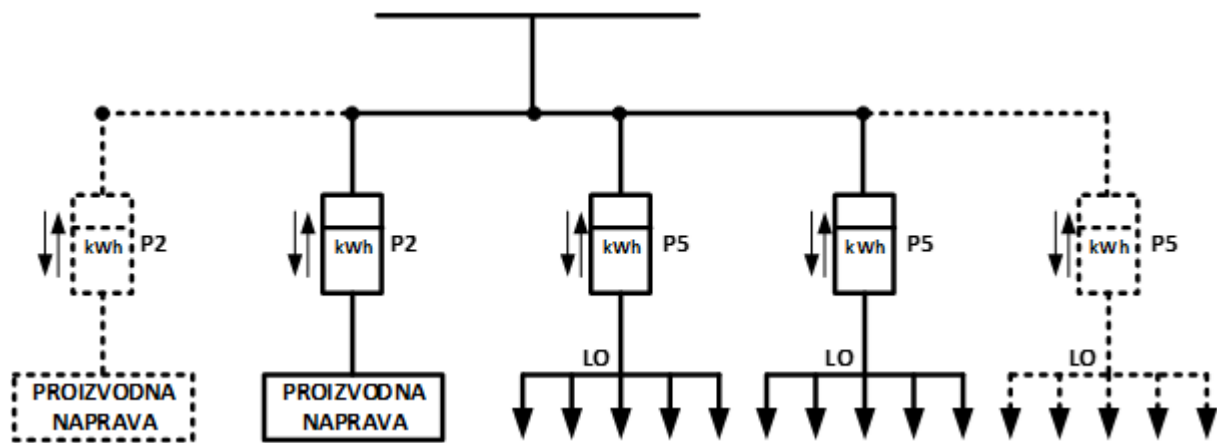 kWh P2
kWh P2
kWh P5
kWh P5
kWh P5
LO
LO
LO
PROIZVODNA
NAPRAVA
PROIZVODNA
NAPRAVA